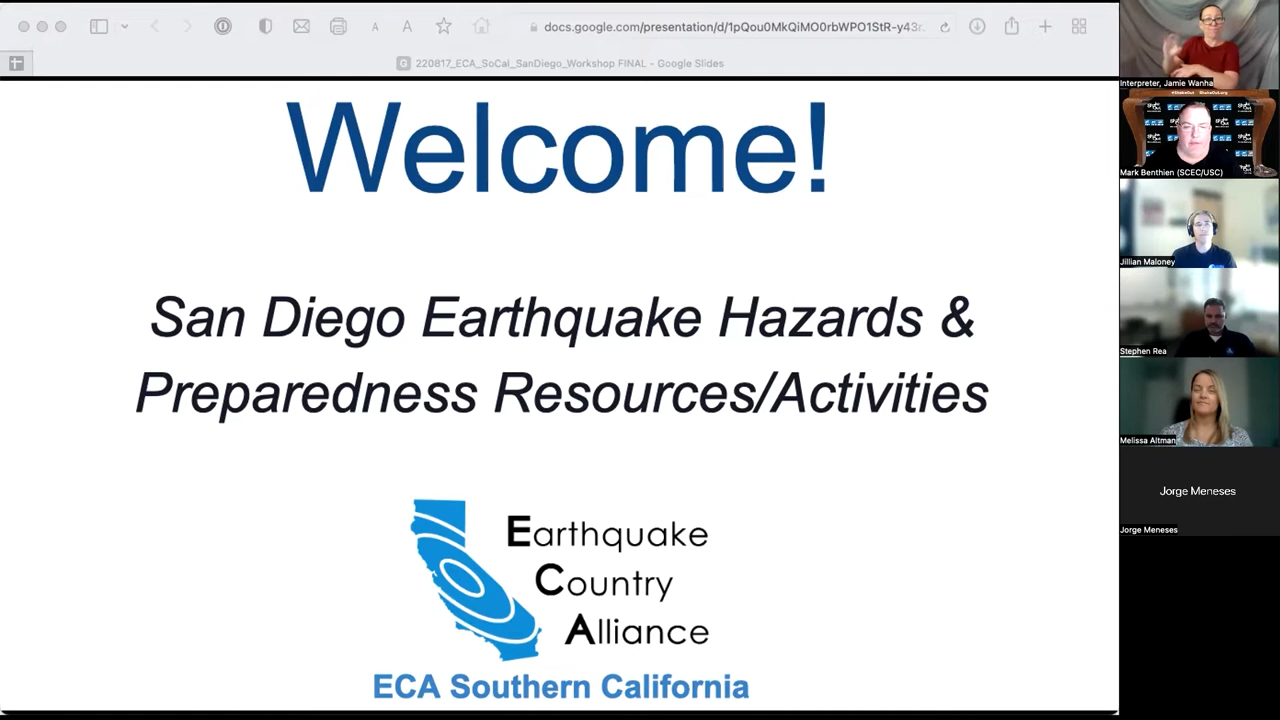 docs.google.com/presentation/d/1pQou0MkQiMO0rbWPO1StR-y43r.
220817_ECA_SoCal_SanDiego_Workshop FINAL - Google Slides
Welcome!
San Diego Earthquake Hazards &
Preparedness Resources/Activities
Earthquake
Country
Alliance
ECA Southern California
Interpreter, Jamie Wanha
Mark Benthien (SCEC/USC)
Jillian Maloney
Stephen Rea
Melissa Altman
Jorge Meneses
Jorge Meneses